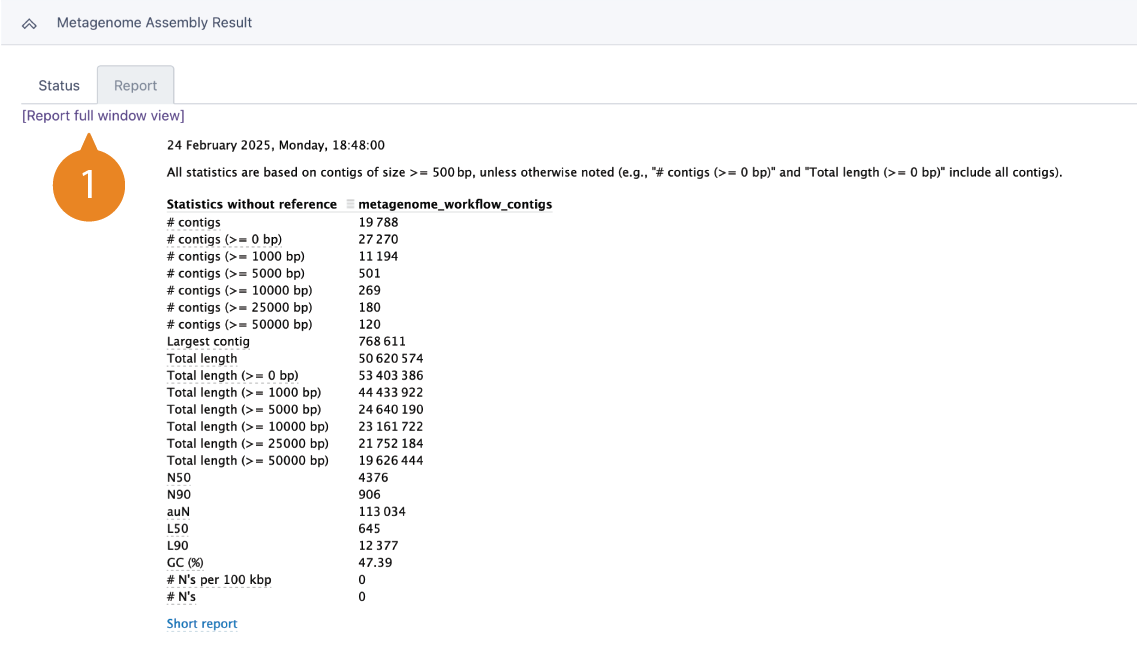 Metagenome Assembly Result
Status Report
[Report full window view]
1
24 February 2025, Monday, 18:48:00
All statistics are based on contigs of size >= 500 bp, unless otherwise noted (e.g., "# contigs (>= 0 bp)" and "Total length (>= 0 bp)" include all contigs).
Statistics without reference metagenome_workflow_contigs
# contigs 19 788
# contigs (>= 0 bp) 27 270
# contigs (>= 1000 bp) 11 194
# contigs (>= 5000 bp) 501
# contigs (>= 10000 bp) 269
# contigs (>= 25000 bp) 180
# contigs (>= 50000 bp) 120
Largest contig 768 611
Total length 50 620 574
Total length (>= 0 bp) 53 403 386
Total length (>= 1000 bp) 44 433 922
Total length (>= 5000 bp) 24 640 190
Total length (>= 10000 bp) 23 161 722
Total length (>= 25000 bp) 21 752 184
Total length (>= 50000 bp) 19 626 444
N50 4376
N90 906
auN 113 034
L50 645
L90 12 377
GC (%) 47.39
# N's per 100 kbp 0
# N's 0
Short report